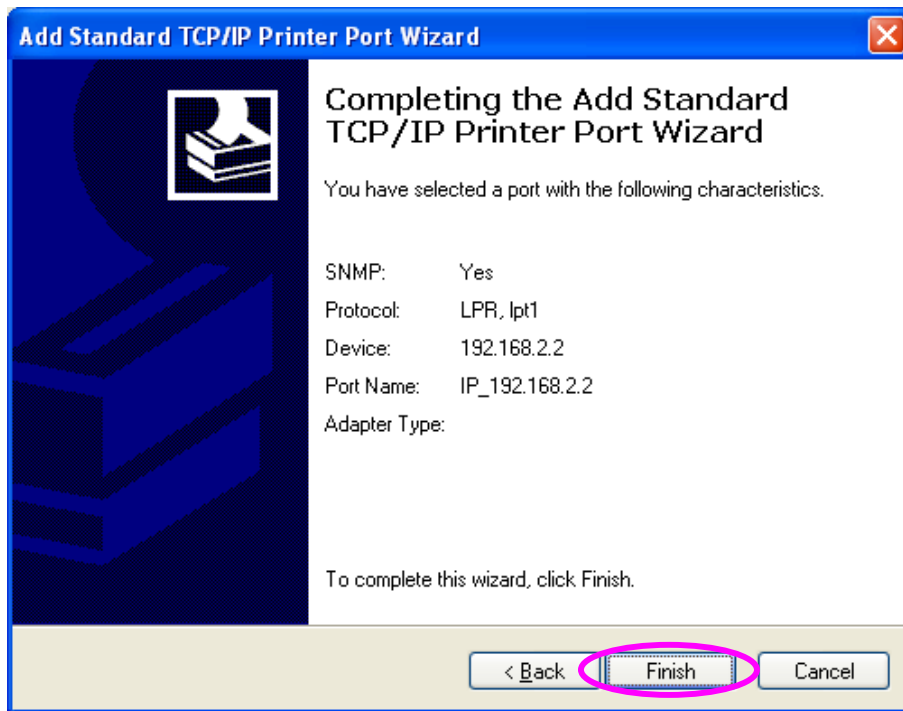 Add Standard TCP/IP Printer Port Wizard
Completing the Add Standard
TCP/IP Printer Port Wizard
You have selected a port with the following characteristics.
SNMP: Yes
Protocol: LPR, lpt1
Device: 192.168.2.2
Port Name: IP_192.168.2.2
Adapter Type:
To complete this wizard, click Finish.
< Back Finish Cancel